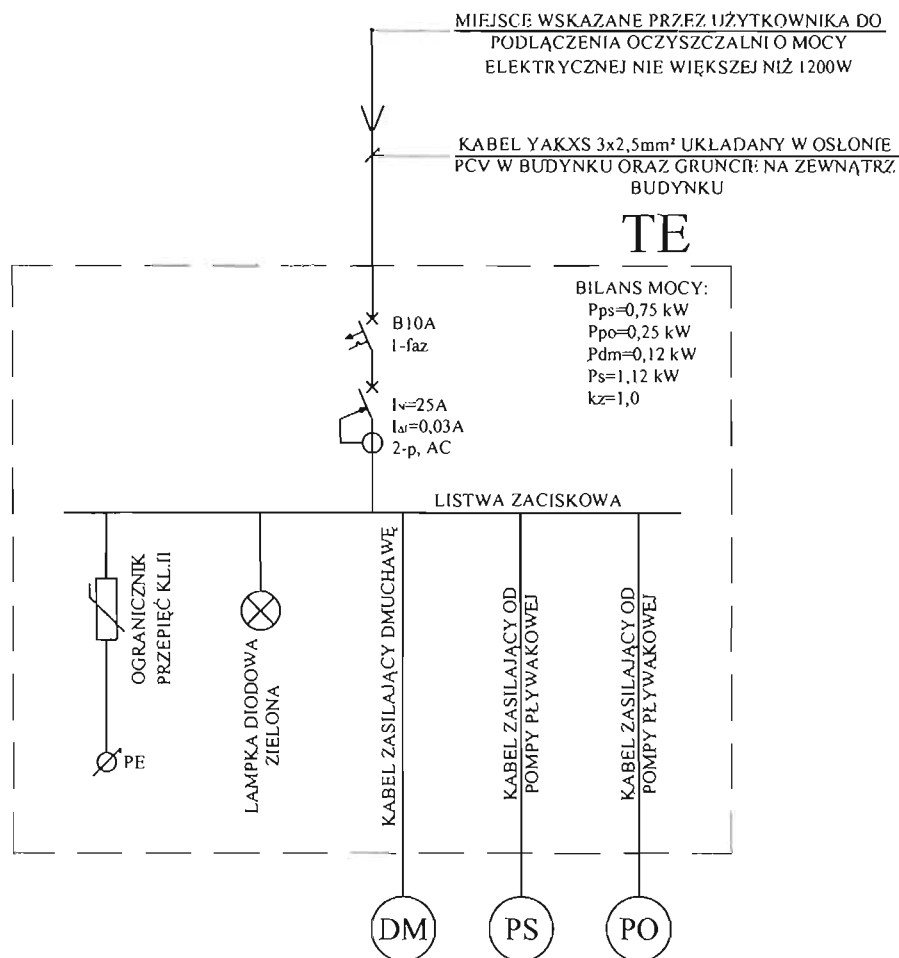 MIEJSCE WSKAZANE PRZEZ UŻYTKOWNIKA DO
PODLĄCZENIA OCZYSZCZALNI O MOCY
ELEKTRYCZNEJ NIE WIĘKSZEJ NIŻ 1200W
KABEL YAKXS 3x2,5mm² UKŁADANY W OSŁONIE
PCV W BUDYNKU ORAZ GRUNCIE NA ZEWNĄTRZ
BUDYNKU
TE
BILANS MOCY:
Pps=0,75 kW
Ppo=0,25 kW
Pdm=0,12 kW
Ps=1,12 kW
kz=1,0
B10A
1-faz
IN=25A
IΔf=0,03A
2-p, AC
LISTWA ZACISKOWA
OGRANICZNIK
PRZEPIĘĆ KL.II
PE
LAMPKA DIODOWA
ZIELONA
KABEL ZASILAJĄCY DMUCHAWĘ
KABEL ZASILAJĄCY OD
POMPY PŁYWAKOWEJ
KABEL ZASILAJĄCY OD
POMPY PŁYWAKOWEJ
DM
PS
PO